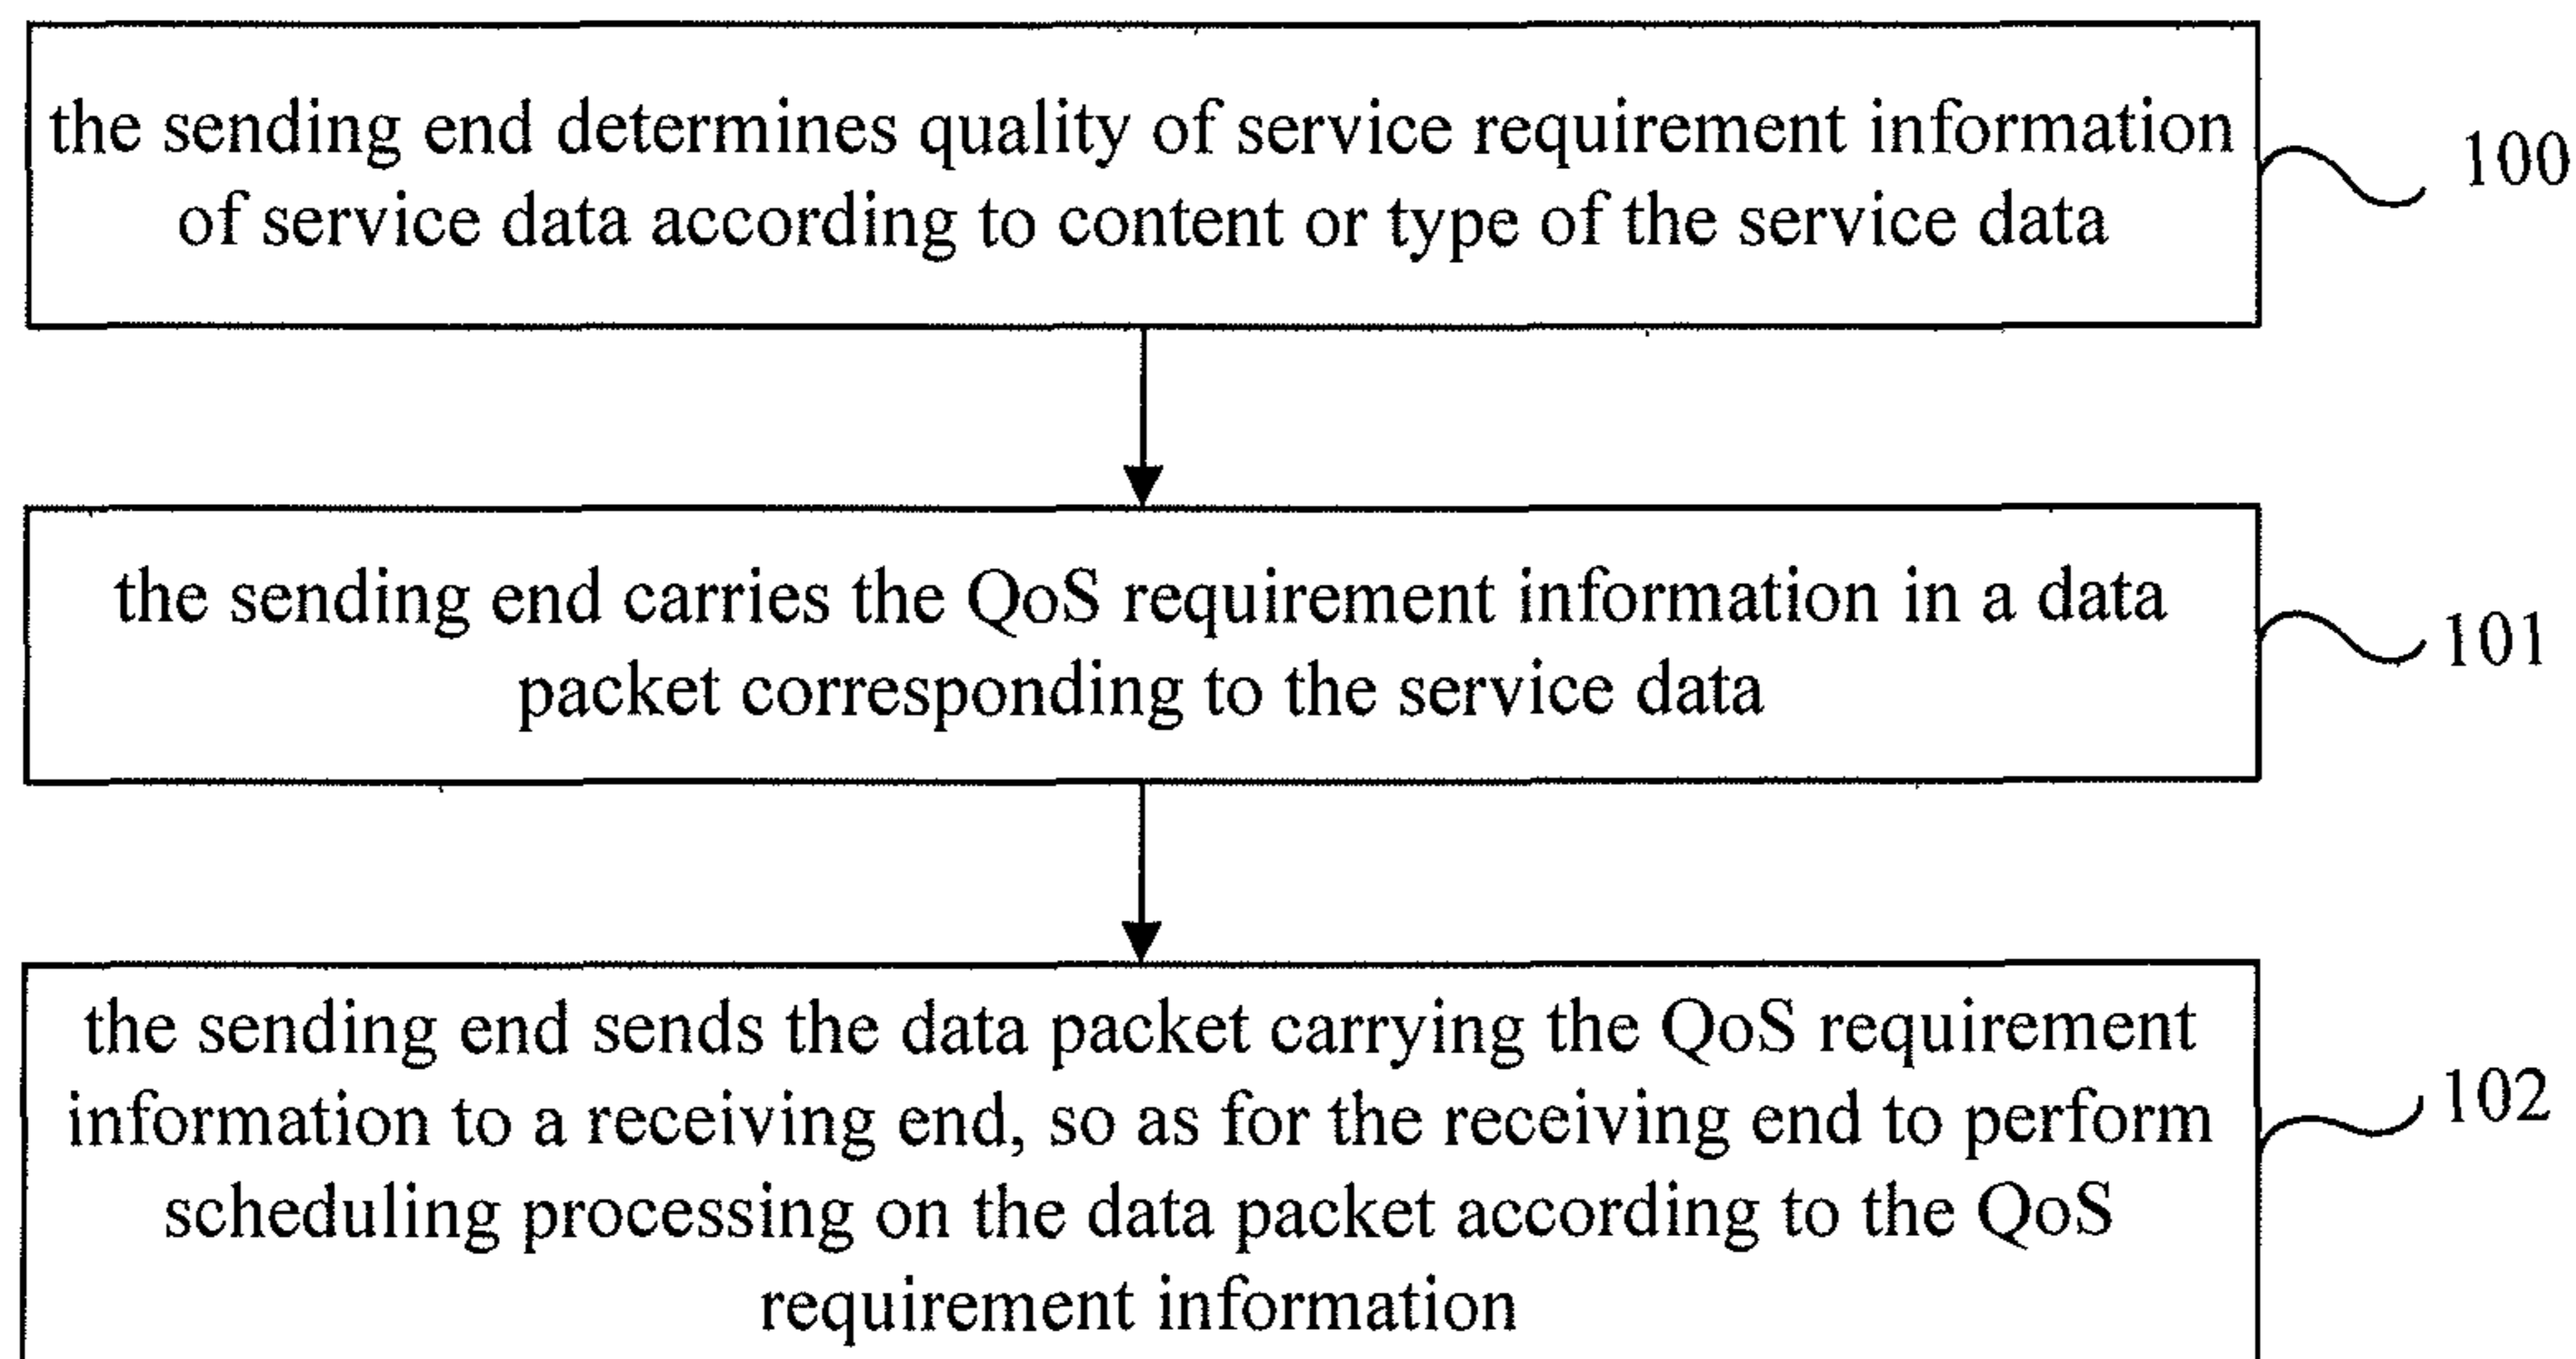 the sending end determines quality of service requirement information
of service data according to content or type of the service data
100
the sending end carries the QoS requirement information in a data
packet corresponding to the service data
101
the sending end sends the data packet carrying the QoS requirement
information to a receiving end, so as for the receiving end to perform
scheduling processing on the data packet according to the QoS
requirement information
102